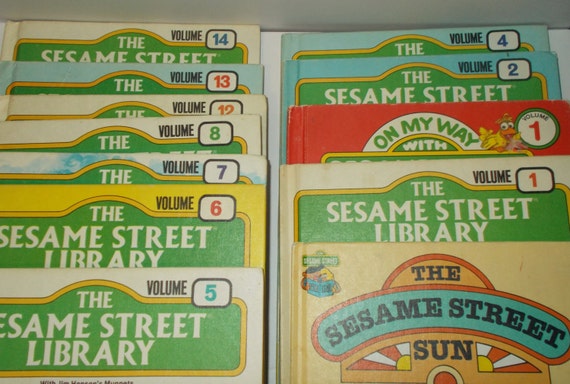 VOLUME 14
THE
SESAME STREET
VOLUME 13
THE
SESAME STREET
VOLUME 12
THE
VOLUME 8
THE
VOLUME 7
THE
VOLUME 6
THE
SESAME STREET
LIBRARY
VOLUME 5
THE
SESAME STREET
LIBRARY
With Jim Henson's Muppets
VOLUME 4
THE
VOLUME 2
THE
SESAME STREET
ON MY WAY
WITH
VOLUME 1
VOLUME 1
THE
SESAME STREET
LIBRARY
SESAME STREET
THE
SESAME STREET
SUN